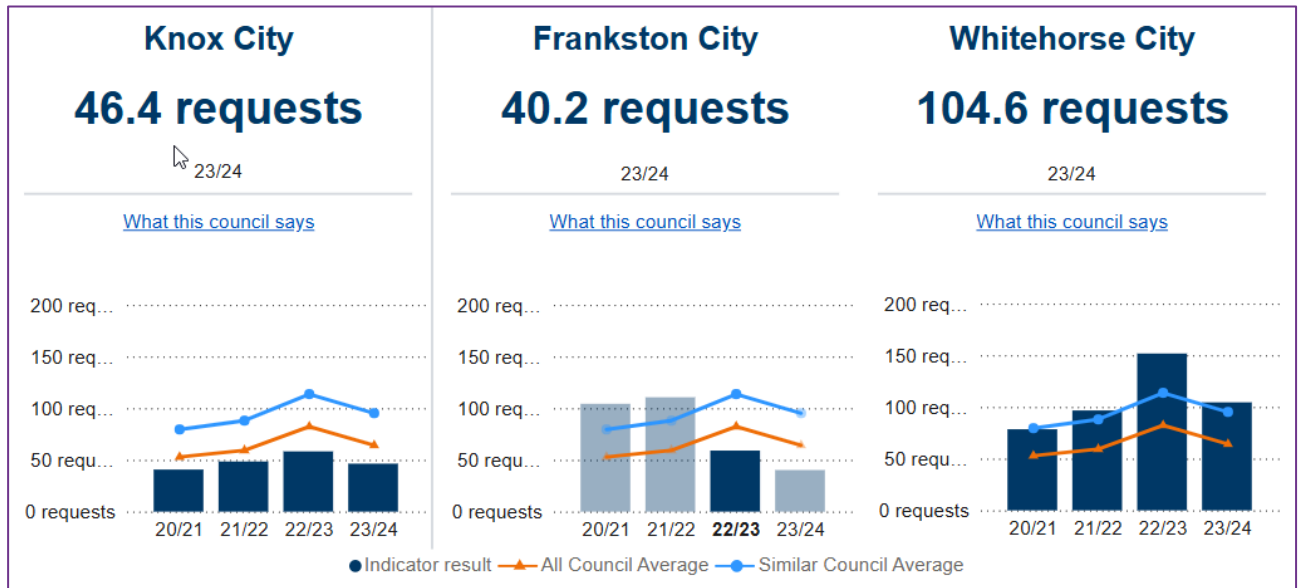 Knox City
46.4 requests
23/24
What this council says
200 req...
150 req...
100 req...
50 requ...
0 requests
20/21 21/22 22/23 23/24
Frankston City
40.2 requests
23/24
What this council says
200 req...
150 req...
100 req...
50 requ...
0 requests
20/21 21/22 22/23 23/24
Whitehorse City
104.6 requests
23/24
What this council says
200 req...
150 req...
100 req...
50 requ...
0 requests
20/21 21/22 22/23 23/24
Indicator result All Council Average Similar Council Average